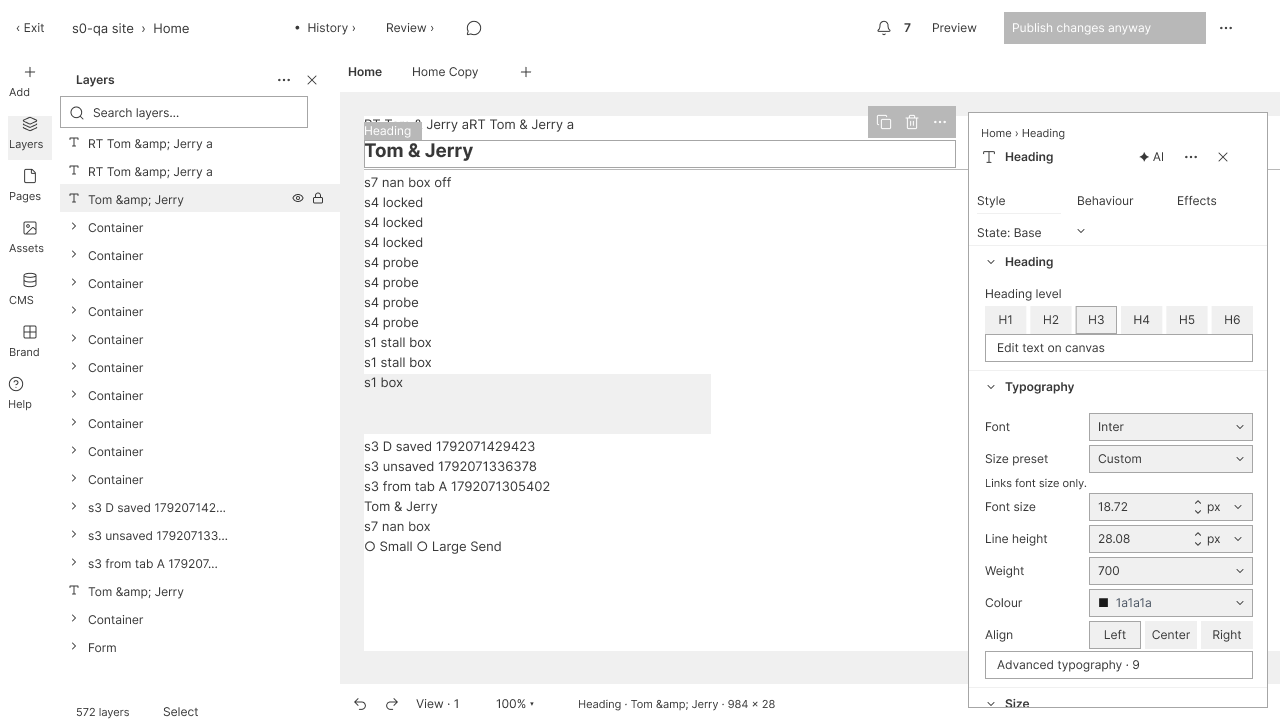 ‹ Exit
s0-qa site › Home
• History ›
Review ›
7
Preview
Publish changes anyway
Add
Layers
Pages
Assets
CMS
Brand
Help
Layers
Search layers...
RT Tom &amp; Jerry a
RT Tom &amp; Jerry a
Tom &amp; Jerry
Container
Container
Container
Container
Container
Container
Container
Container
Container
Container
s3 D saved 179207142...
s3 unsaved 179207133...
s3 from tab A 179207...
Tom &amp; Jerry
Container
Form
572 layers
Select
Home
Home Copy
Jerry aRT Tom & Jerry a
Heading
Tom & Jerry
s7 nan box off
s4 locked
s4 locked
s4 locked
s4 probe
s4 probe
s4 probe
s4 probe
s1 stall box
s1 stall box
s1 box
s3 D saved 1792071429423
s3 unsaved 1792071336378
s3 from tab A 1792071305402
Tom & Jerry
s7 nan box
Small Large Send
View · 1
100%
Heading · Tom &amp; Jerry · 984 × 28
Home › Heading
Heading
AI
Style
Behaviour
Effects
State: Base
Heading
Heading level
H1 H2 H3 H4 H5 H6
Edit text on canvas
Typography
Font
Inter
Size preset
Custom
Links font size only.
Font size
18.72
px
Line height
28.08
px
Weight
700
Colour
1a1a1a
Align
Left
Center
Right
Advanced typography · 9
Size